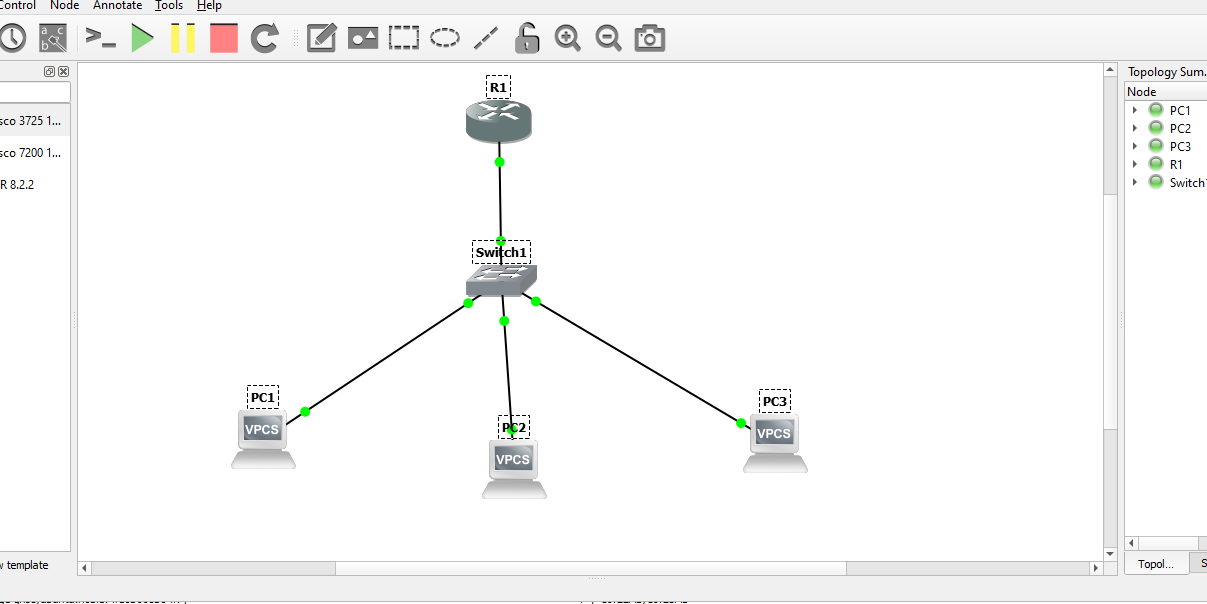 Control Node Annotate Tools Help
Topology Sum...
Node
sco 3725 1...
PC1
PC2
sco 7200 1...
PC3
R1
R 8.2.2
Switch1
R1
Switch1
PC1
VPCS
PC2
VPCS
PC3
VPCS
template
Topol...
S